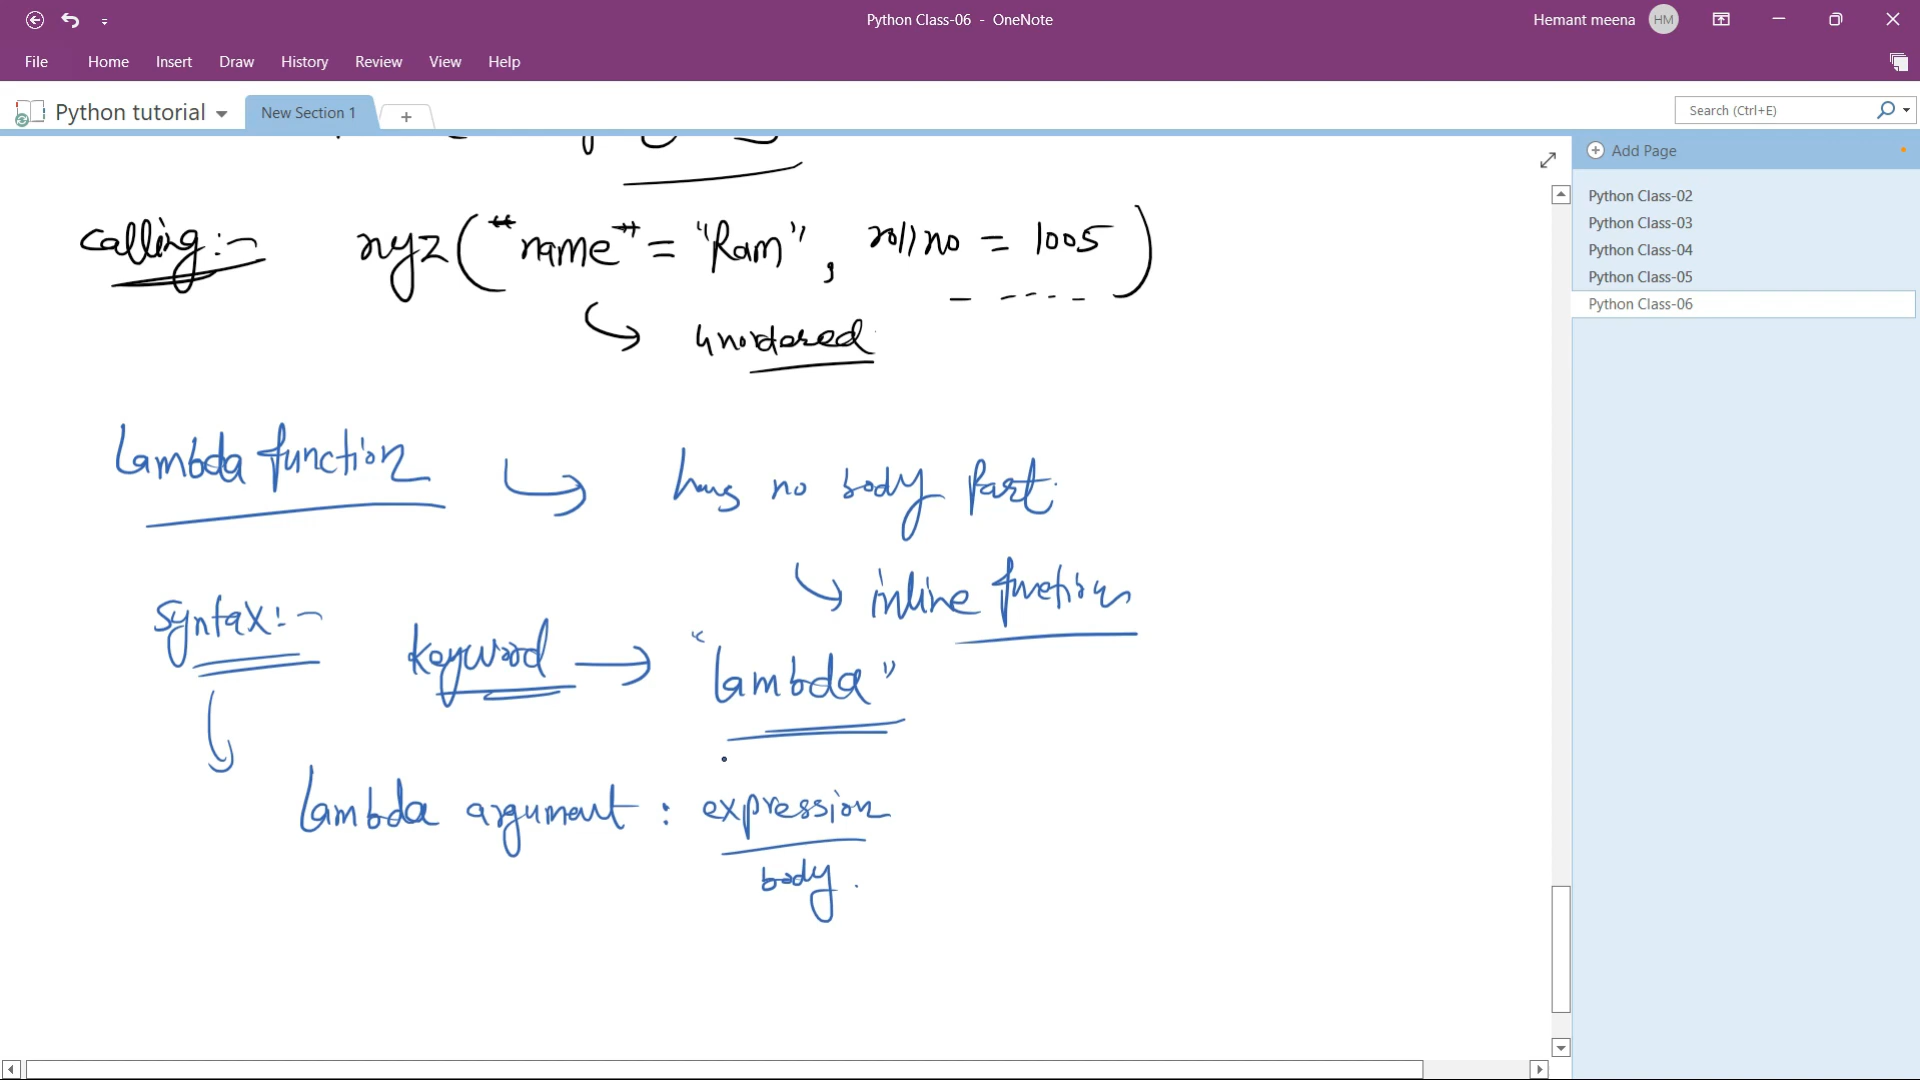 Python Class-06 - OneNote
Hemant meena HM
File Home Insert Draw History Review View Help
Python tutorial New Section 1 +
Search (Ctrl+E)
Add Page
Python Class-02
Python Class-03
Python Class-04
Python Class-05
Python Class-06
calling:- xyz( "name" = "Ram", rollno = 1005 )
unordered
Lambda function has no body part.
inline function
syntax:-
keyword → "lambda"
lambda argument : expression
body.